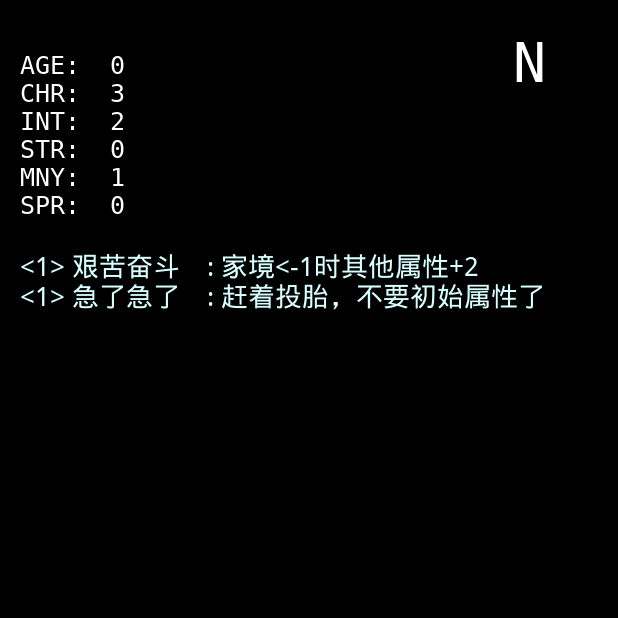 N
AGE: 0
CHR: 3
INT: 2
STR: 0
MNY: 1
SPR: 0
<1> 艰苦奋斗 : 家境<-1时其他属性+2
<1> 急了急了 : 赶着投胎，不要初始属性了